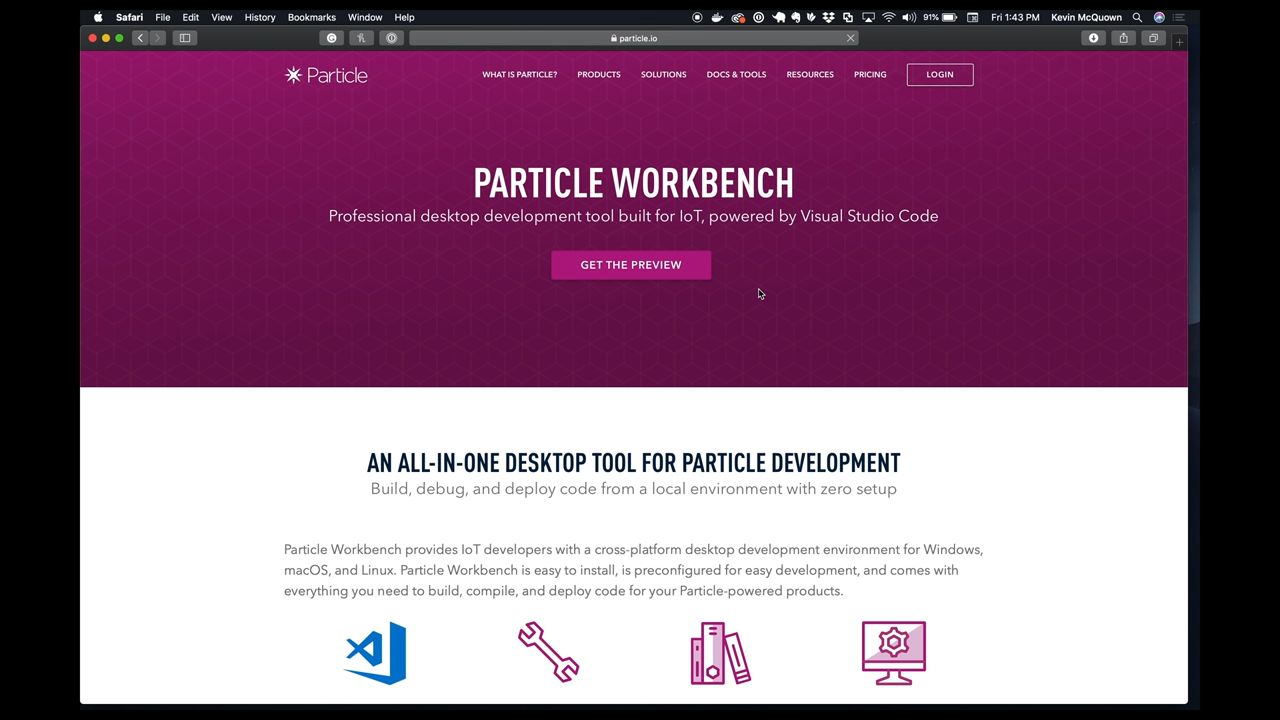 Safari File Edit View History Bookmarks Window Help 91% Fri 1:43 PM Kevin McQuown
particle.io
Particle WHAT IS PARTICLE? PRODUCTS SOLUTIONS DOCS & TOOLS RESOURCES PRICING LOGIN
PARTICLE WORKBENCH
Professional desktop development tool built for IoT, powered by Visual Studio Code
GET THE PREVIEW
AN ALL-IN-ONE DESKTOP TOOL FOR PARTICLE DEVELOPMENT
Build, debug, and deploy code from a local environment with zero setup
Particle Workbench provides IoT developers with a cross-platform desktop development environment for Windows,
macOS, and Linux. Particle Workbench is easy to install, is preconfigured for easy development, and comes with
everything you need to build, compile, and deploy code for your Particle-powered products.